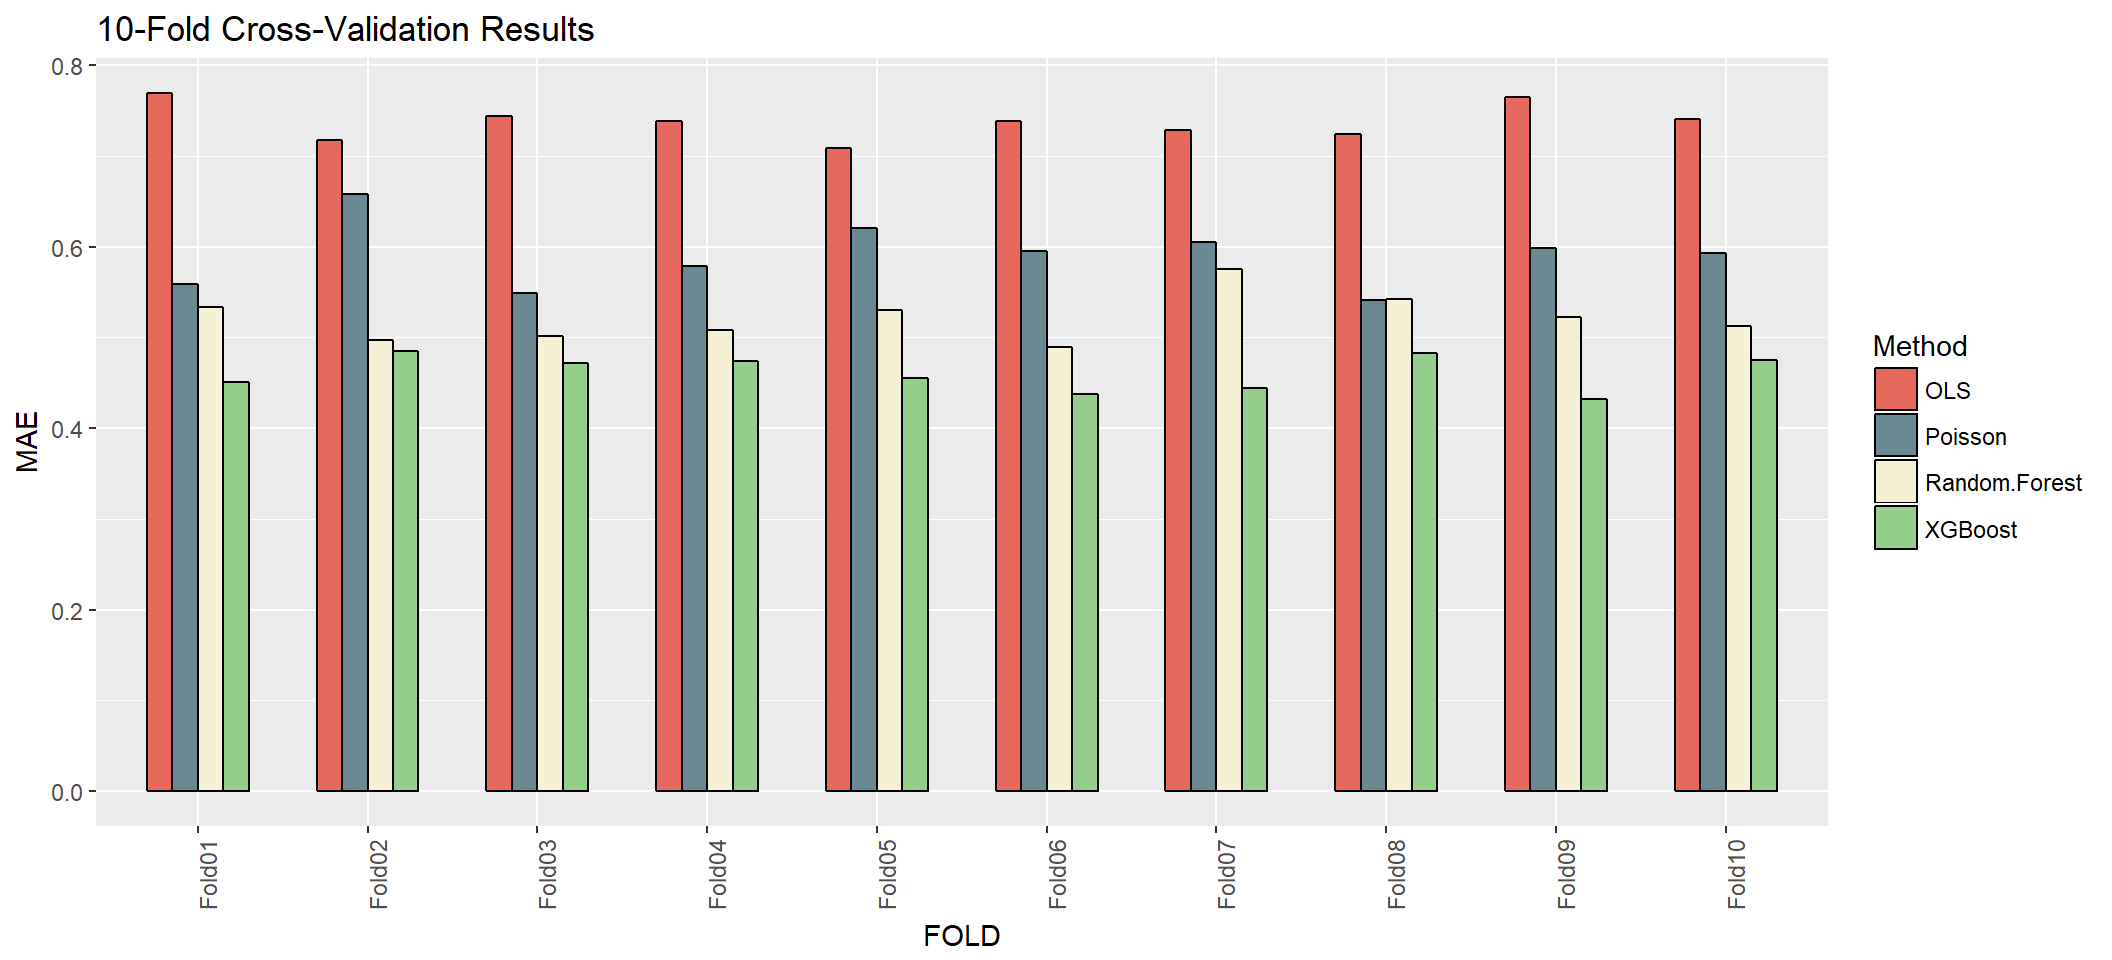 10-Fold Cross-Validation Results
0.8
0.6
0.4
0.2
0.0
MAE
Fold01
Fold02
Fold03
Fold04
Fold05
Fold06
Fold07
Fold08
Fold09
Fold10
FOLD
Method
OLS
Poisson
Random.Forest
XGBoost